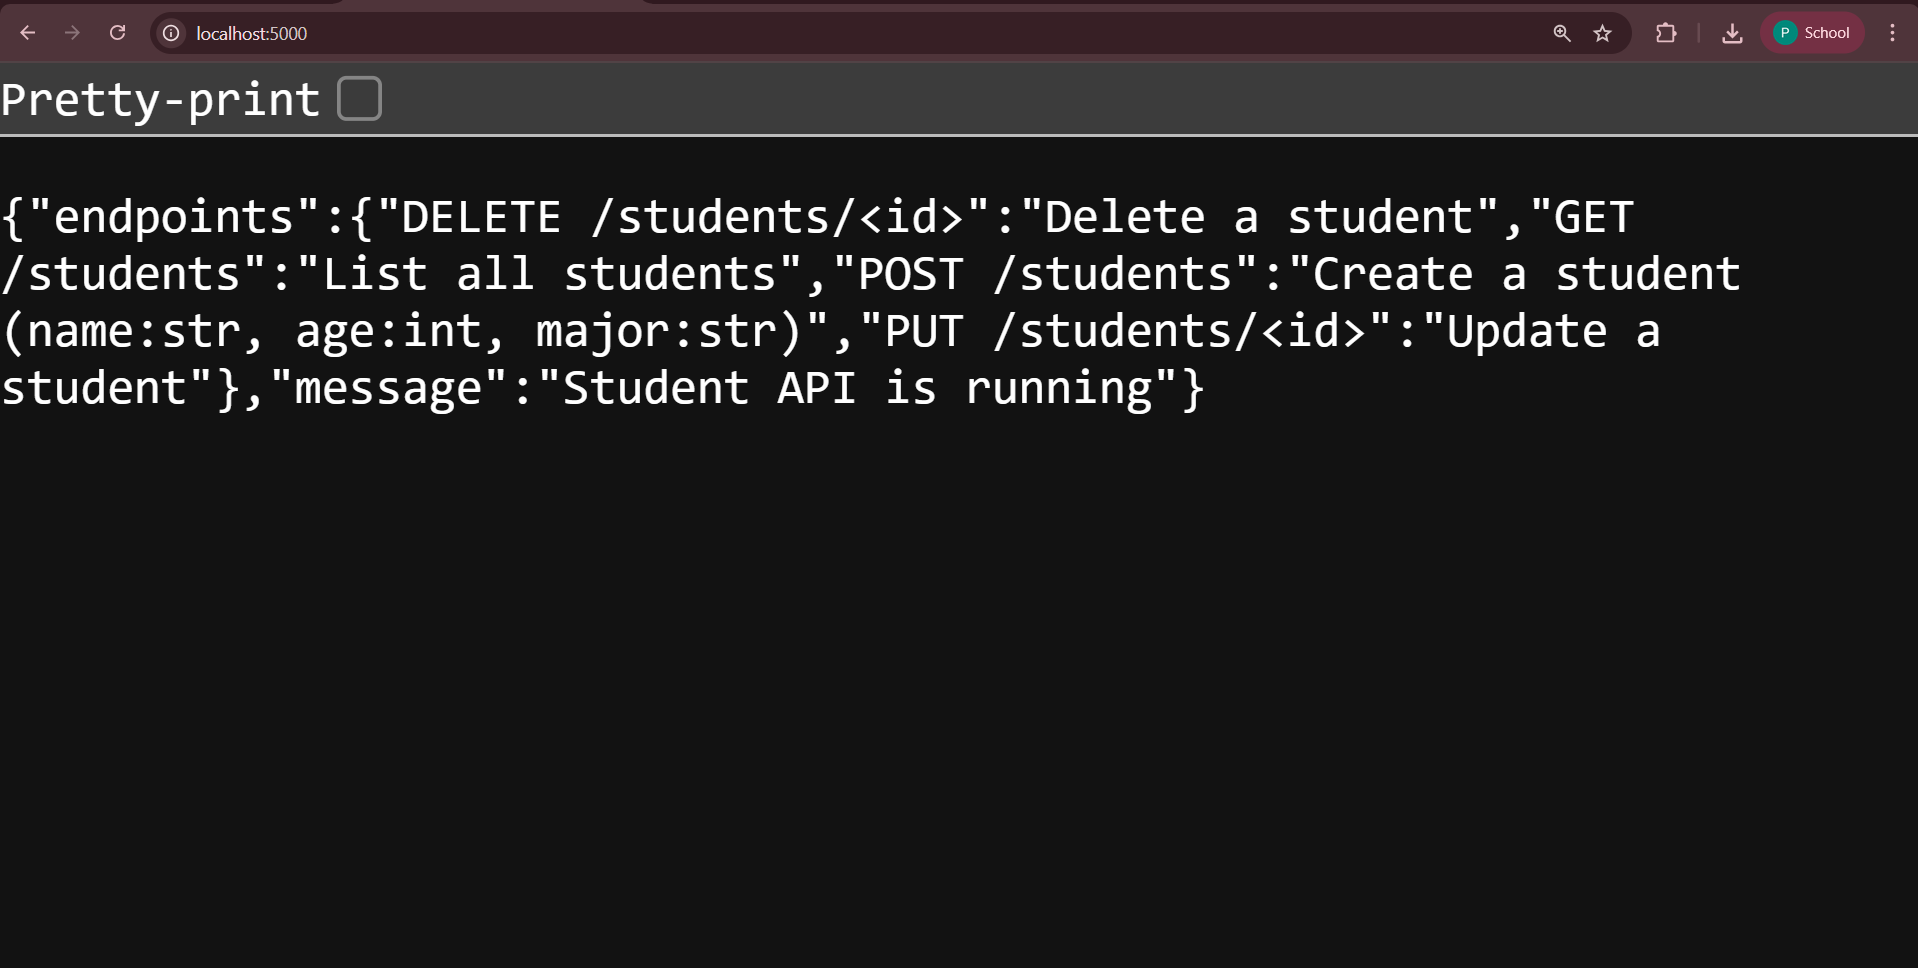 localhost:5000
P School
Pretty-print
{"endpoints":{"DELETE /students/<id>":"Delete a student","GET
/students":"List all students","POST /students":"Create a student
(name:str, age:int, major:str)","PUT /students/<id>":"Update a
student"},"message":"Student API is running"}